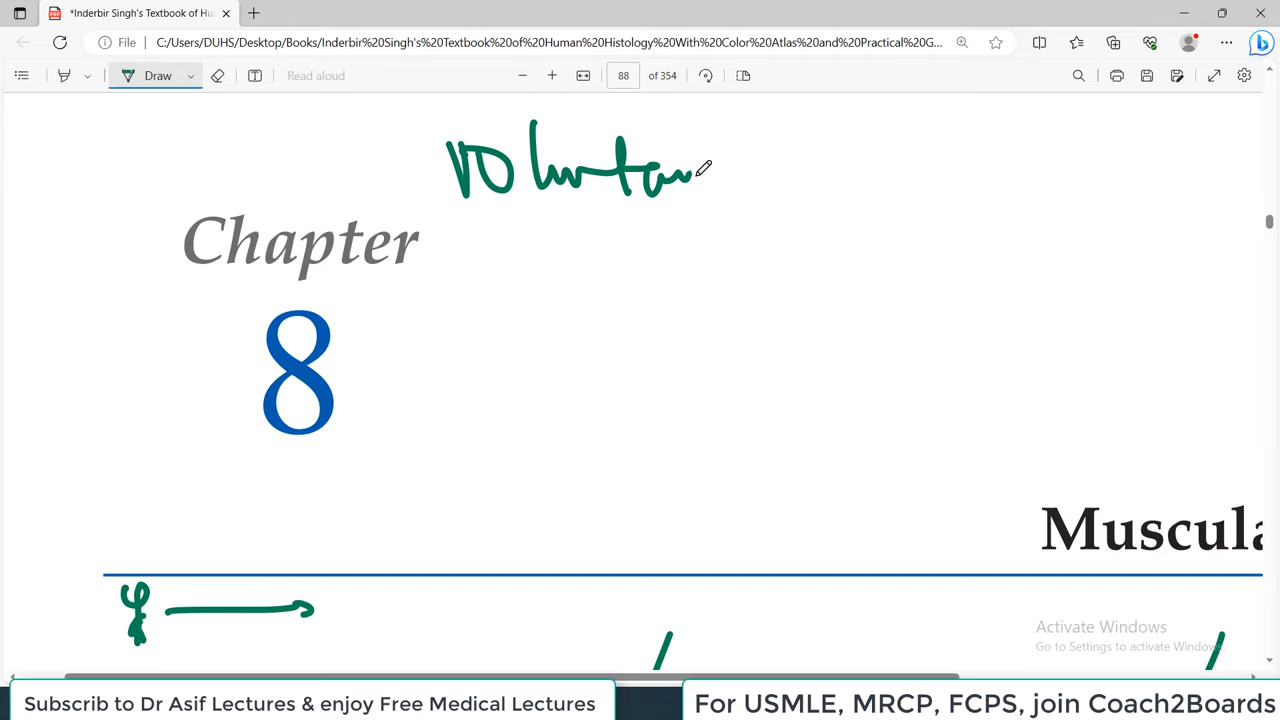 *Inderbir Singh's Textbook of Hu
File
C:/Users/DUHS/Desktop/Books/Inderbir%20Singh's%20Textbook%20of%20Human%20Histology%20With%20Color%20Atlas%20and%20Practical%20G...
Draw
Read aloud
88 of 354
voluntar
Chapter
8
Muscula
Activate Windows
Go to Settings to activate Windows.
Subscrib to Dr Asif Lectures & enjoy Free Medical Lectures
For USMLE, MRCP, FCPS, join Coach2Boards